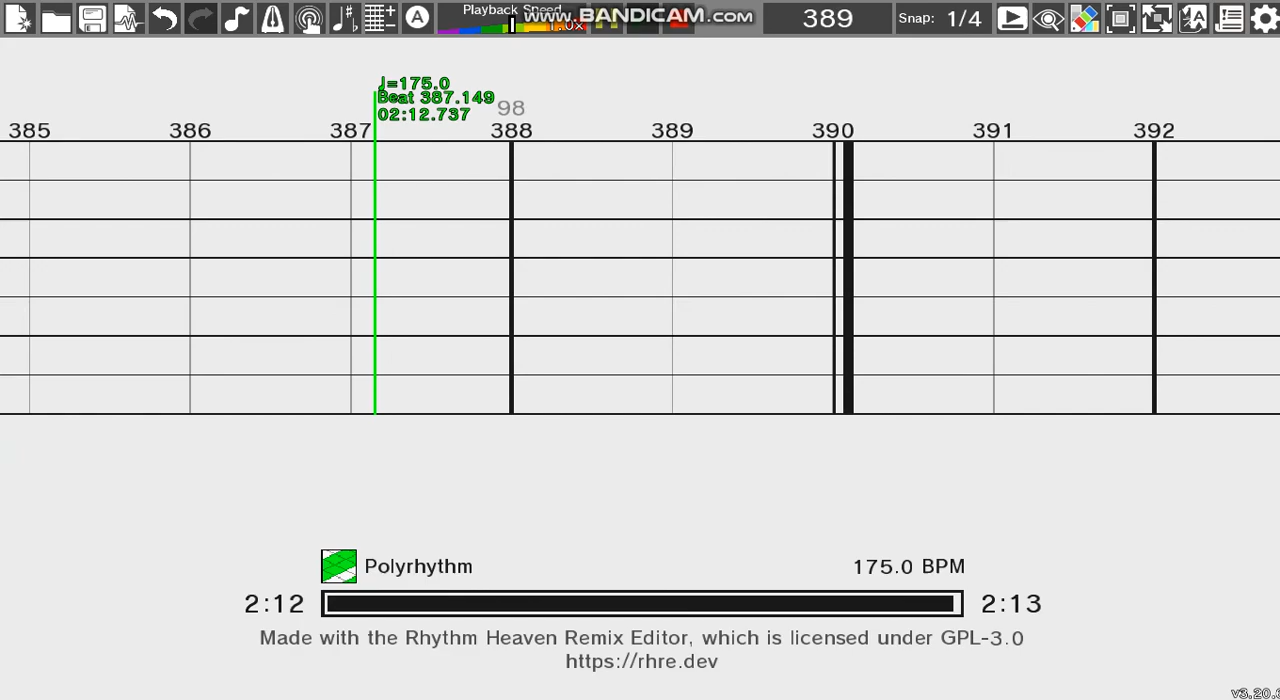 Playback Speed
www.BANDICAM.com
1.0x
389
Snap: 1/4
A
♩=175.0
Beat 387.149
02:12.737
98
385 386 387 388 389 390 391 392
Polyrhythm 175.0 BPM
2:12 2:13
Made with the Rhythm Heaven Remix Editor, which is licensed under GPL-3.0
https://rhre.dev